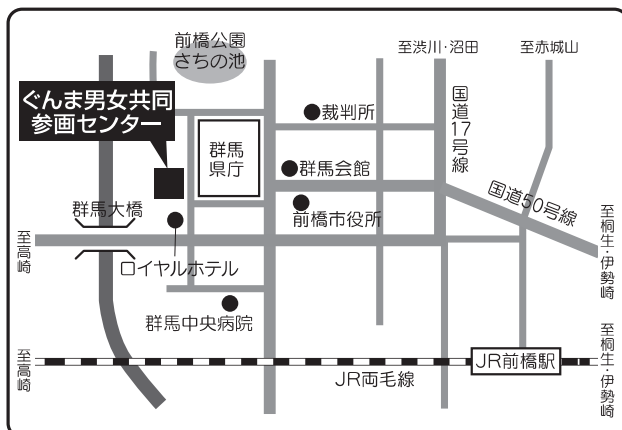 前橋公園
さちの池
至渋川・沼田
至赤城山
ぐんま男女共同
参画センター
裁判所
国道17号線
群馬
県庁
群馬会館
国道50号線
群馬大橋
前橋市役所
至高崎
ロイヤルホテル
至桐生・伊勢崎
群馬中央病院
至高崎
JR前橋駅
至桐生・伊勢崎
JR両毛線